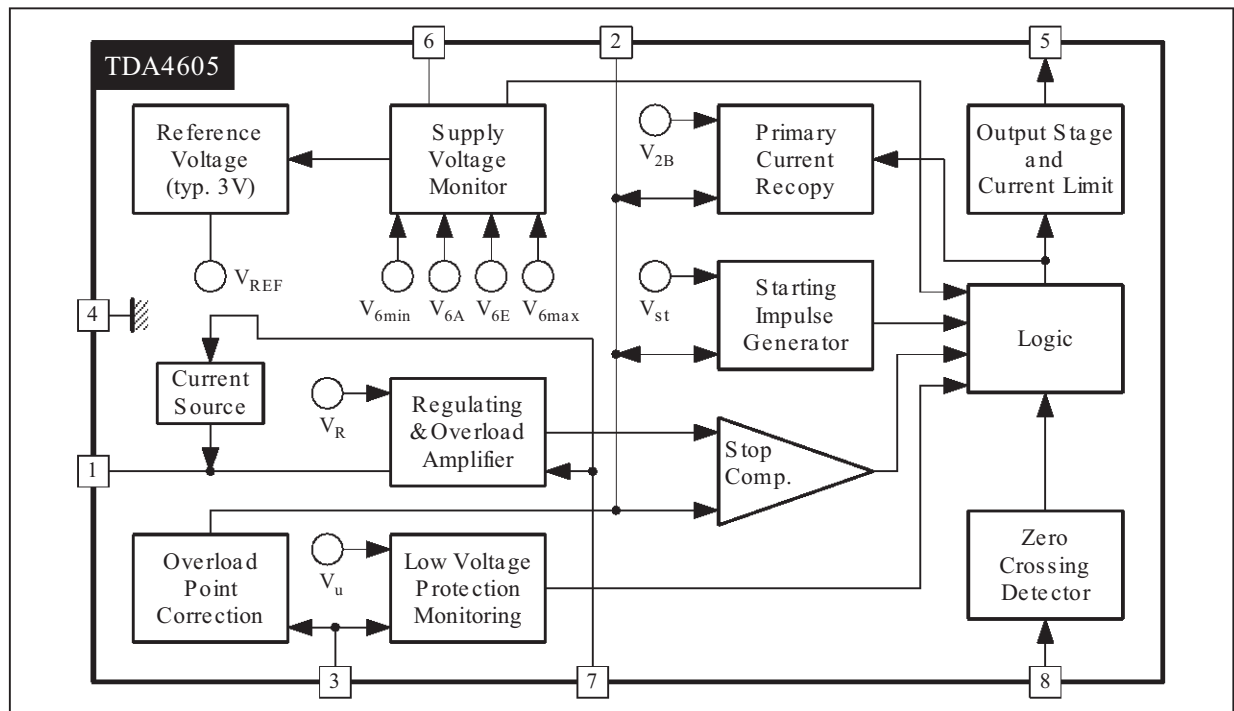 6
2
5
TDA4605
Reference
Voltage
(typ. 3V)
Supply
Voltage
Monitor
V2B
Primary
Current
Recopy
Output Stage
and
Current Limit
VREF
V6min
V6A
V6E
V6max
Vst
Starting
Impulse
Generator
Logic
4
Current
Source
VR
Regulating
&Overload
Amplifier
1
Stop
Comp.
Overload
Point
Correction
Vu
Low Voltage
Protection
Monitoring
Zero
Crossing
Detector
3
7
8